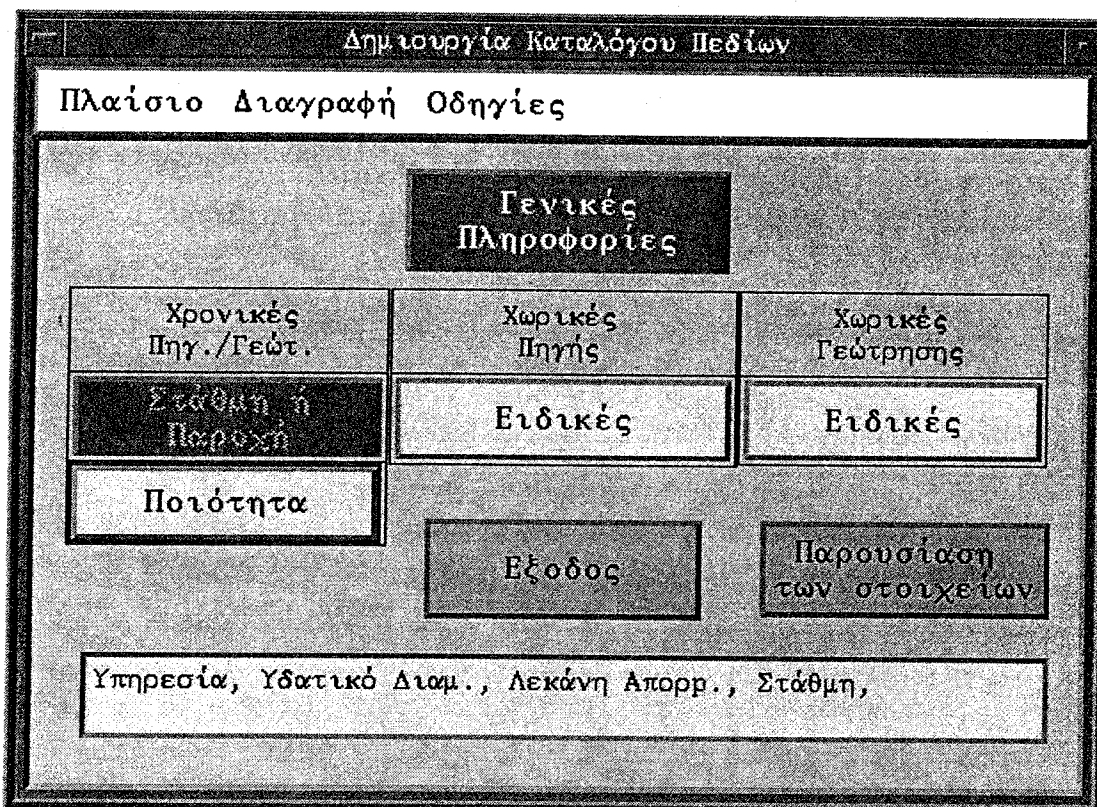 Δημιουργία Καταλόγου Πεδίων
Πλαίσιο Διαγραφή Οδηγίες
Γενικές
Πληροφορίες
Χρονικές
Πηγ./Γεώτ.
Χωρικές
Πηγής
Χωρικές
Γεώτρησης
Στάθμη ή
Παροχή
Ειδικές
Ειδικές
Ποιότητα
Εξοδος
Παρουσίαση
των στοιχείων
Υπηρεσία, Υδατικό Διαμ., Λεκάνη Απορρ., Στάθμη,